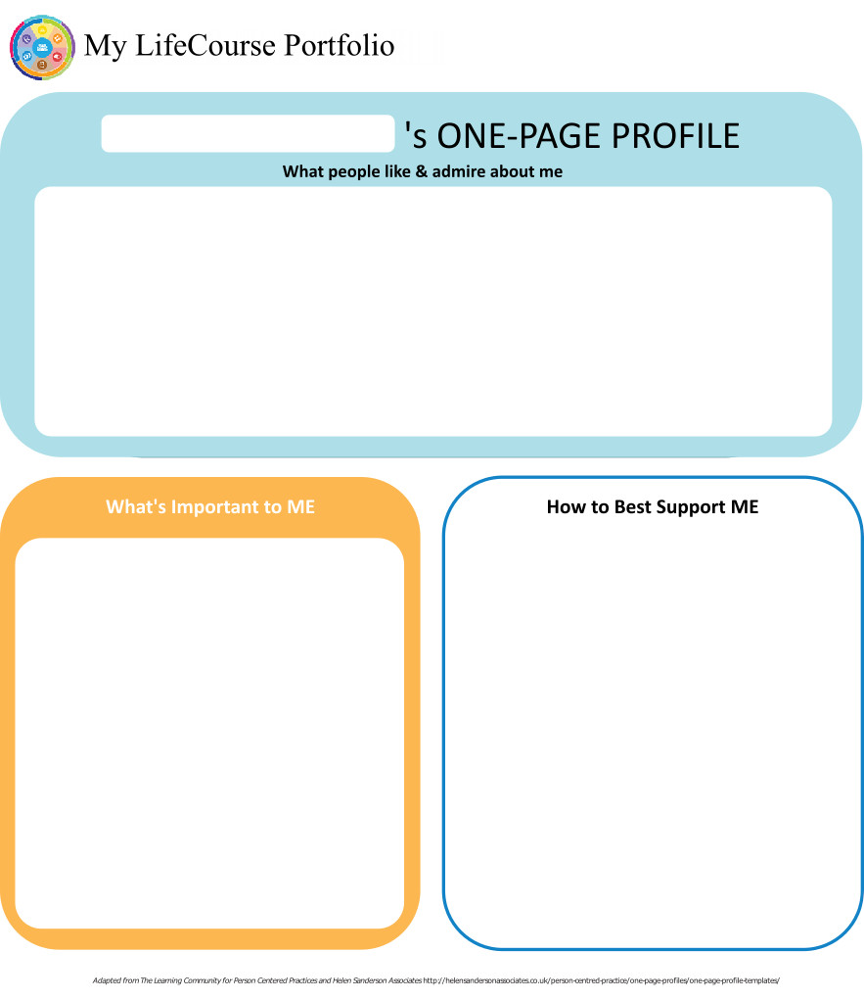 My LifeCourse Portfolio
's ONE-PAGE PROFILE
What people like & admire about me
What's Important to ME
How to Best Support ME
Adapted from The Learning Community for Person Centered Practices and Helen Sanderson Associates http://helensandersonassociates.co.uk/person-centred-practice/one-page-profiles/one-page-profile-templates/